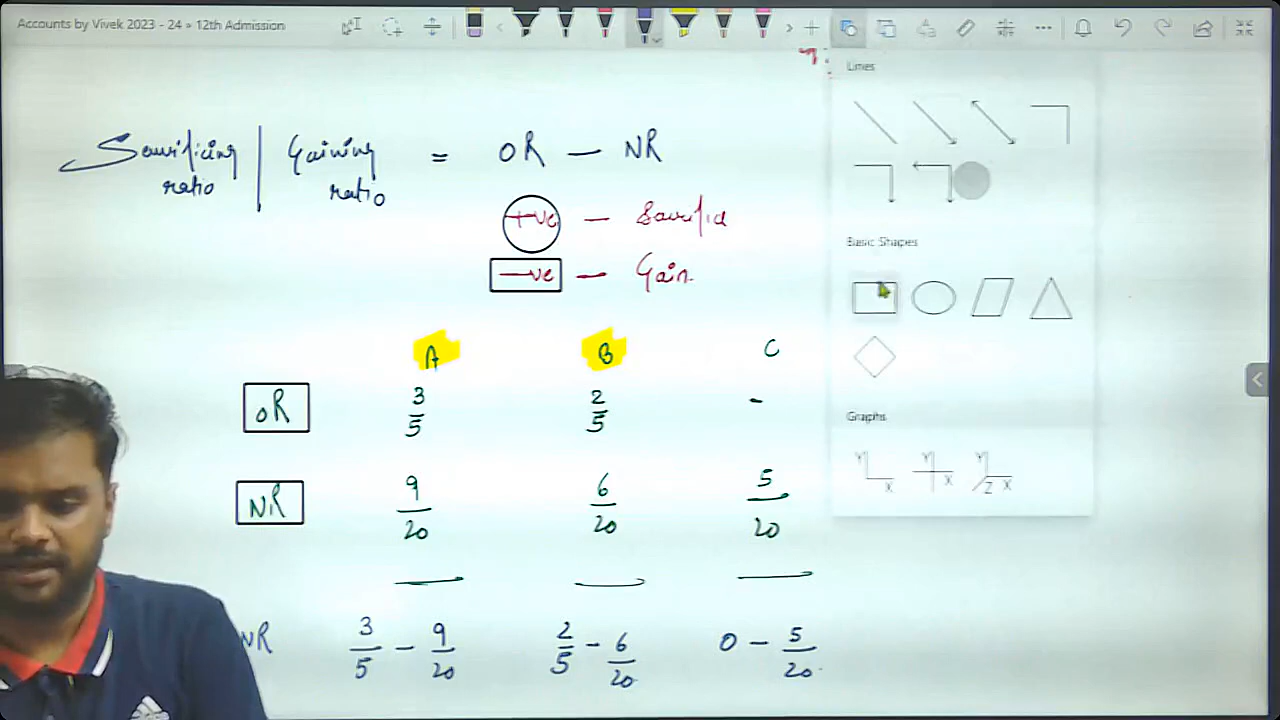 Accounts by Vivek 2023 - 24 » 12th Admission
Lines
Sacrificing ratio | Gaining ratio = OR — NR
+ve — Sacrifice
Basic Shapes
—ve — Gain
A B C
OR 3/5 2/5 -
Graphs
Y X Y X Y Z X
NR 9/20 6/20 5/20
NR 3/5 — 9/20 2/5 — 6/20 0 — 5/20